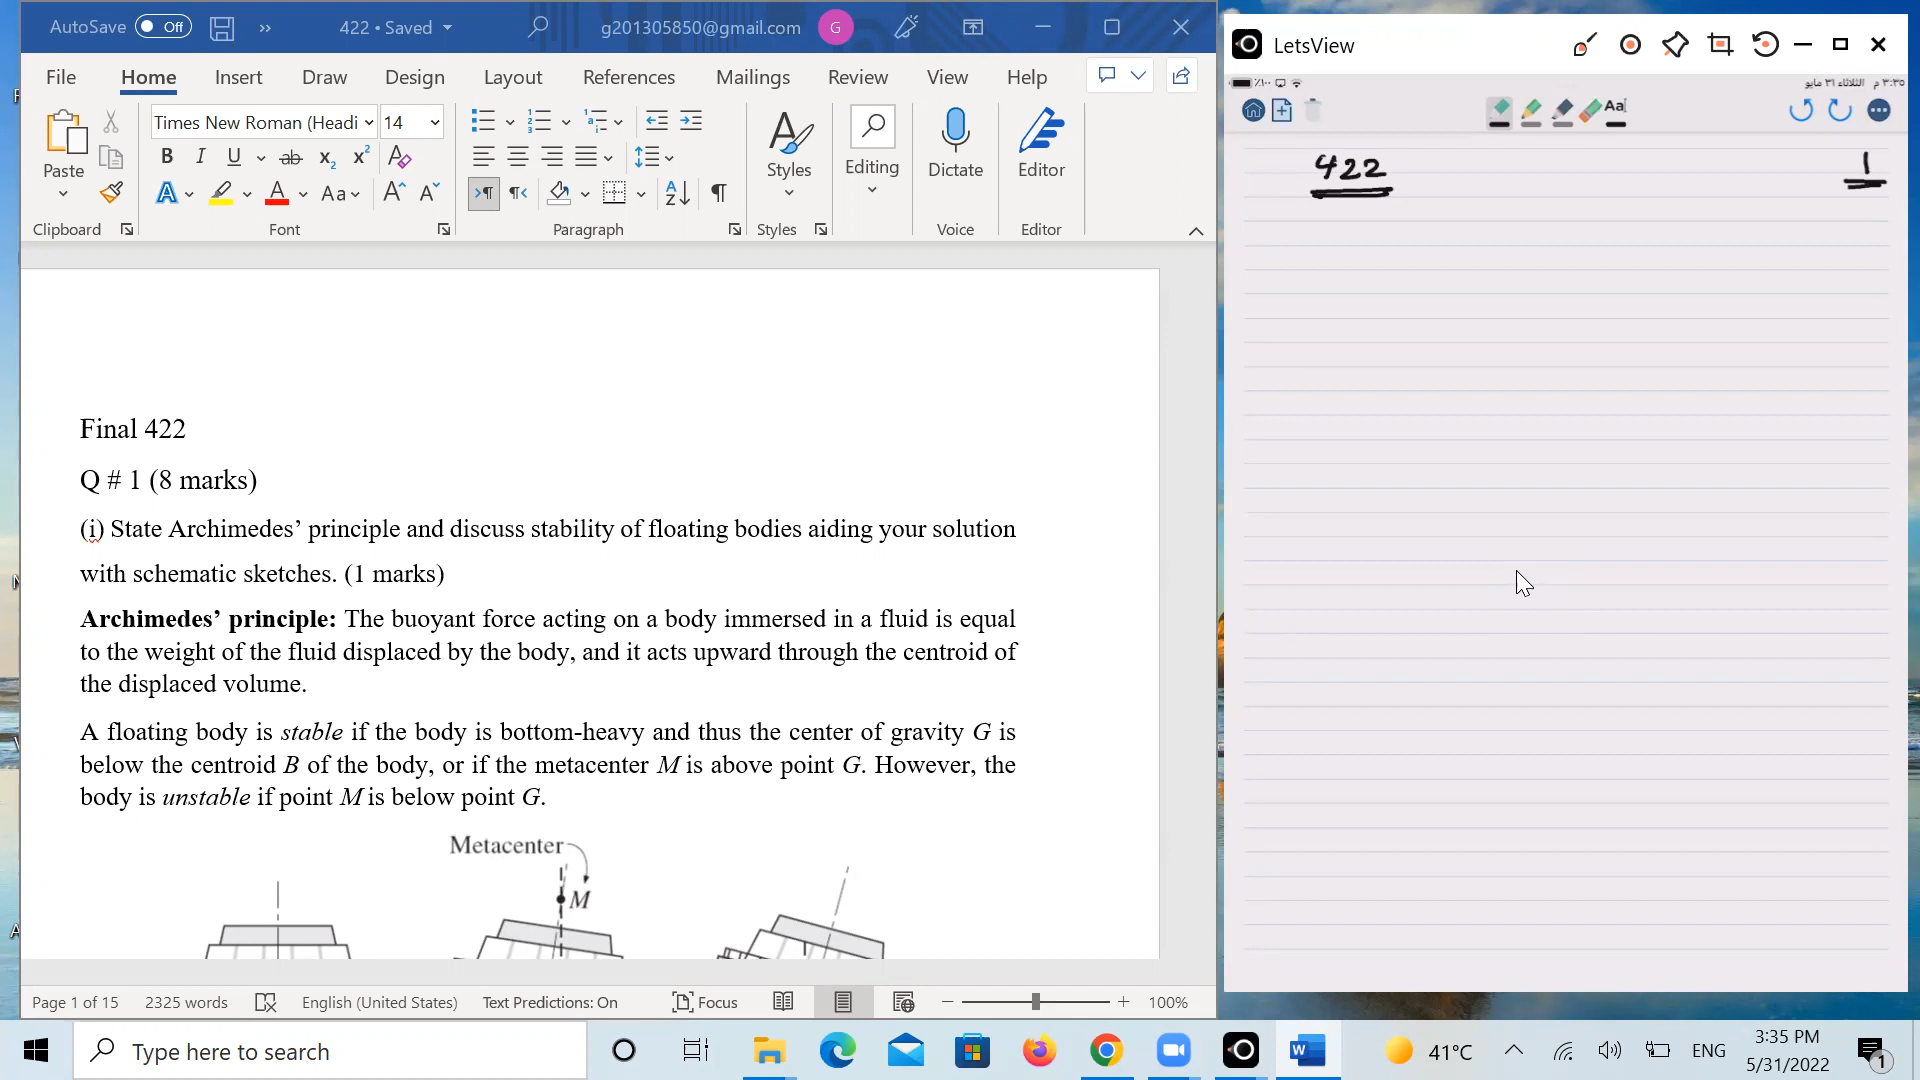 AutoSave Off 422 • Saved g201305850@gmail.com G
File Home Insert Draw Design Layout References Mailings Review View Help
Times New Roman (Headi 14
Paste
Styles
Editing
Dictate
Editor
Clipboard Font Paragraph Styles Voice Editor
Final 422
Q # 1 (8 marks)
(i) State Archimedes’ principle and discuss stability of floating bodies aiding your solution
with schematic sketches. (1 marks)
Archimedes’ principle: The buoyant force acting on a body immersed in a fluid is equal
to the weight of the fluid displaced by the body, and it acts upward through the centroid of
the displaced volume.
A floating body is stable if the body is bottom-heavy and thus the center of gravity G is
below the centroid B of the body, or if the metacenter M is above point G. However, the
body is unstable if point M is below point G.
Metacenter
M
Page 1 of 15 2325 words English (United States) Text Predictions: On Focus 100%
LetsView
٣:٣٥ م الثلاثاء ٣١ مايو
٪١٠٠
Aa
422 1
Type here to search
41°C ENG
3:35 PM
5/31/2022
1